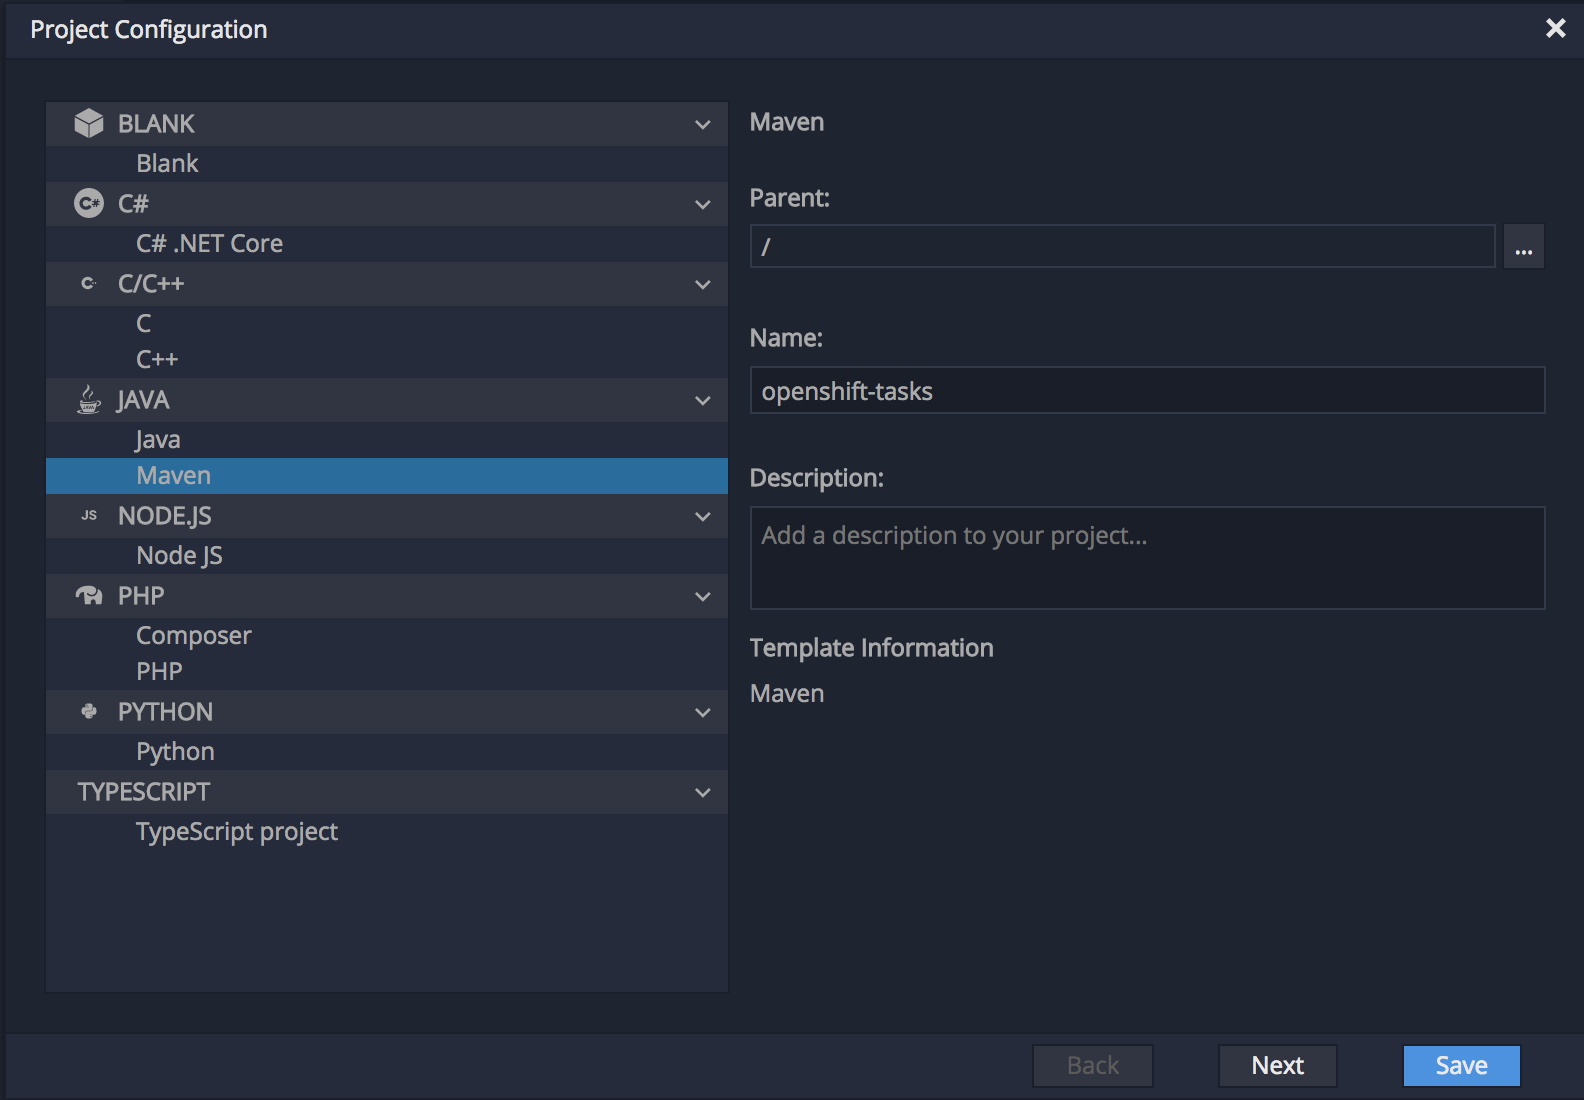 Project Configuration
BLANK
Blank
C#
C#
C# .NET Core
C/C++
C
C++
JAVA
Java
Maven
JS
NODE.JS
Node JS
PHP
Composer
PHP
PYTHON
Python
TYPESCRIPT
TypeScript project
Maven
Parent:
/
...
Name:
openshift-tasks
Description:
Add a description to your project...
Template Information
Maven
Back
Next
Save